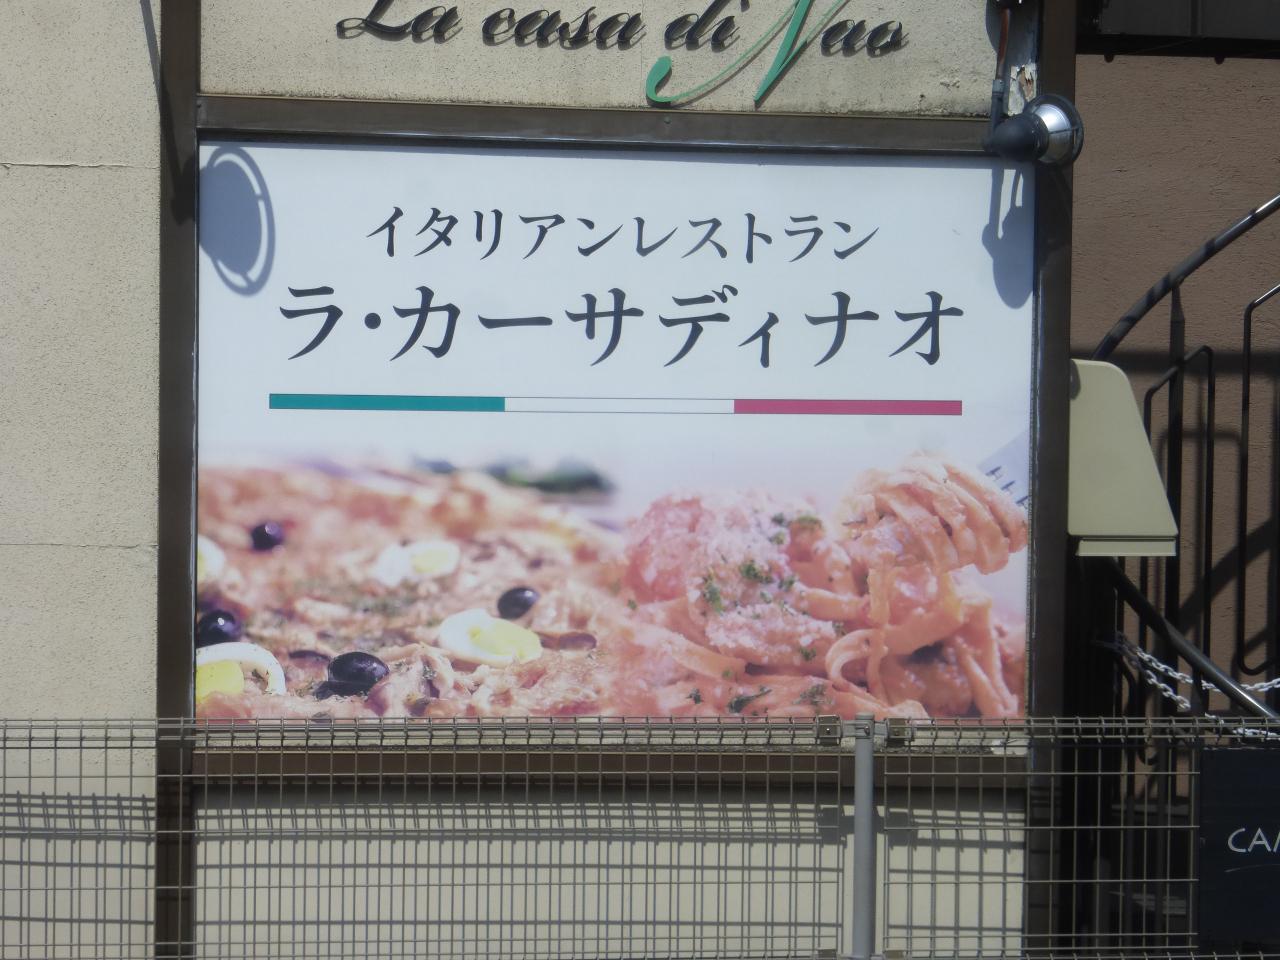 La casa di Nao
イタリアンレストラン
ラ・カーサディナオ